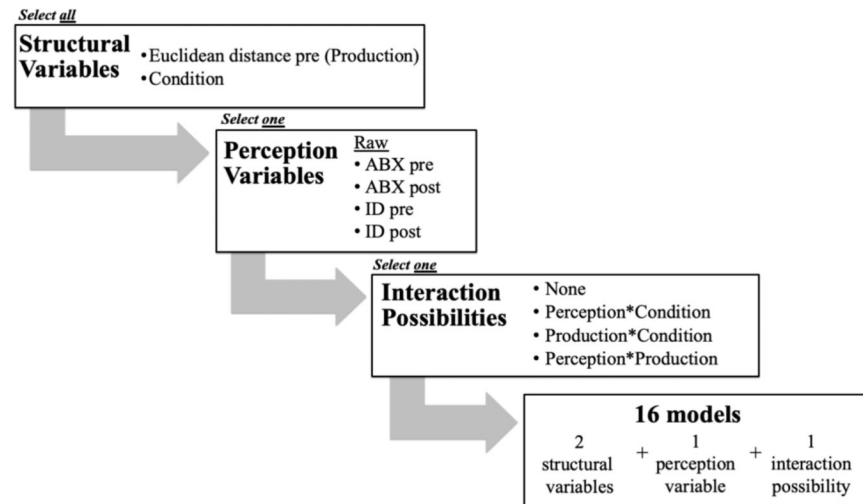 Select all
Structural
Variables
•Euclidean distance pre (Production)
•Condition
Select one
Perception
Variables
Raw
• ABX pre
• ABX post
• ID pre
• ID post
Select one
Interaction
Possibilities
• None
• Perception*Condition
• Production*Condition
• Perception*Production
16 models
2 + 1 + 1
structural perception interaction
variables variable possibility